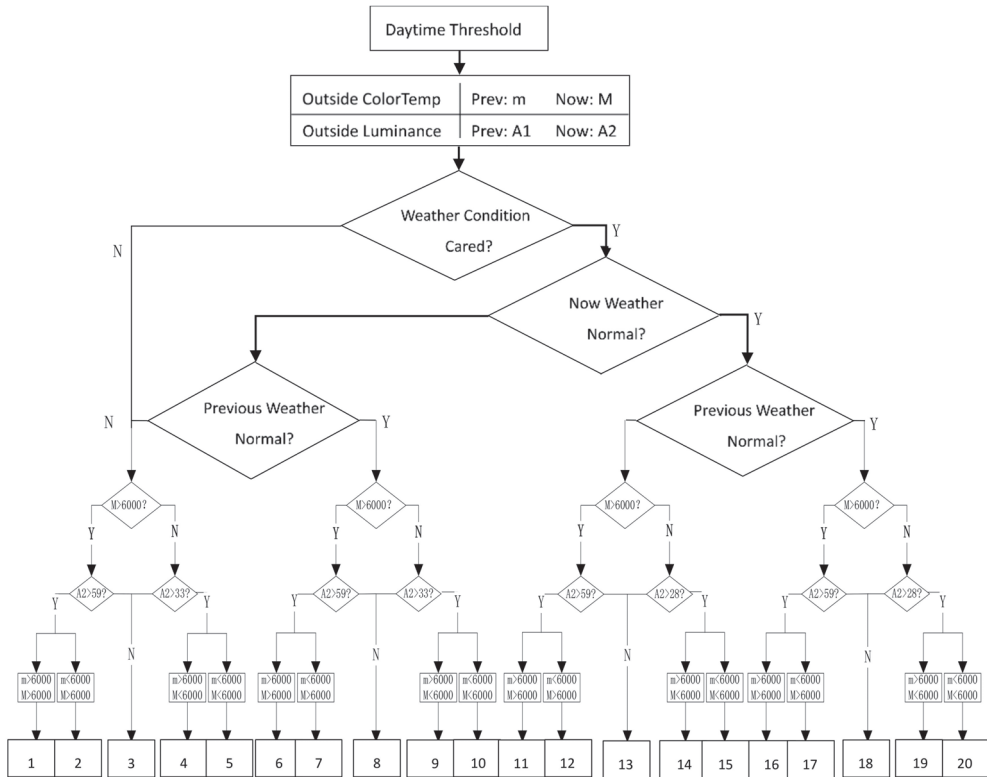 Daytime Threshold
Outside ColorTemp Prev: m Now: M
Outside Luminance Prev: A1 Now: A2
Weather Condition
Cared?
N
Y
Now Weather
Normal?
Y
Previous Weather
Normal?
N
Y
Previous Weather
Normal?
Y
M>6000?
M>6000?
M>6000?
M>6000?
Y N Y N Y N Y N
A2>59? A2>33? A2>59? A2>33? A2>59? A2>28? A2>59? A2>28?
Y Y Y Y Y Y Y Y
N N N N
m>6000 m<6000 m>6000 m<6000 m>6000 m<6000 m>6000 m<6000 m>6000 m<6000 m>6000 m<6000 m>6000 m<6000 m>6000 m<6000
M>6000 M>6000 M<6000 M<6000 M>6000 M>6000 M<6000 M<6000 M>6000 M>6000 M<6000 M<6000 M<6000 M>6000 M<6000 M<6000
1 2 3 4 5 6 7 8 9 10 11 12 13 14 15 16 17 18 19 20